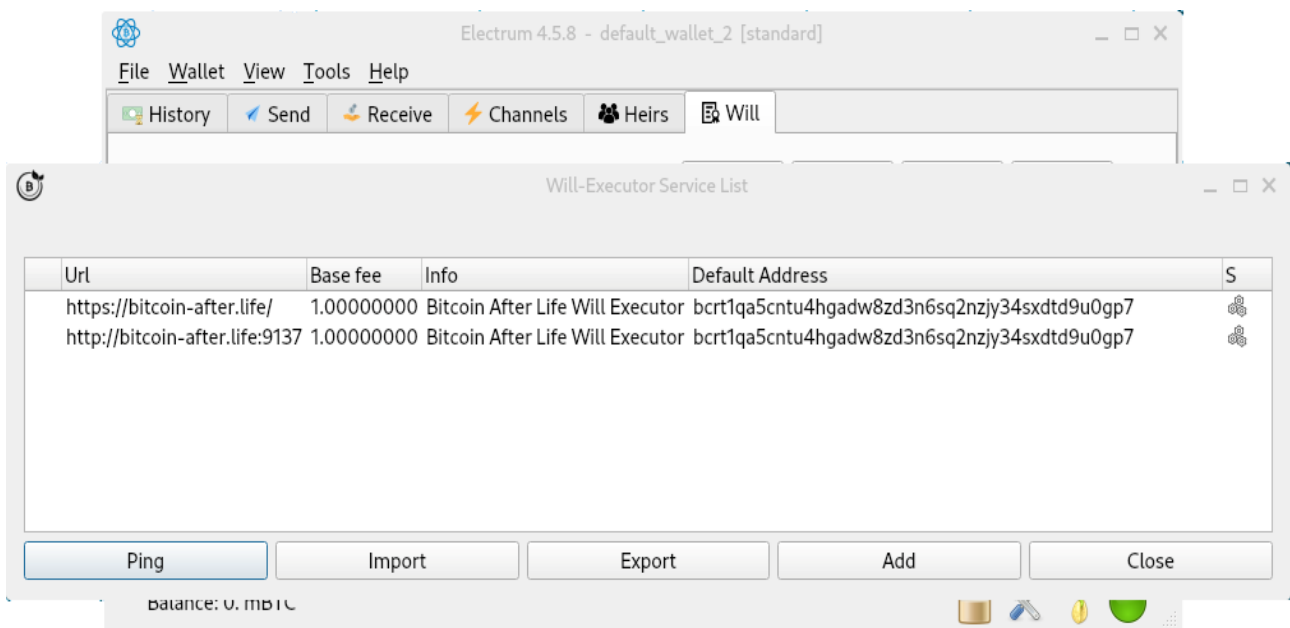 Electrum 4.5.8 - default_wallet_2 [standard]
File Wallet View Tools Help
History Send Receive Channels Heirs Will
Will-Executor Service List
Url Base fee Info Default Address S
https://bitcoin-after.life/ 1.00000000 Bitcoin After Life Will Executor bcrt1qa5cntu4hgadw8zd3n6sq2nzjy34sxdtd9u0gp7
http://bitcoin-after.life:9137 1.00000000 Bitcoin After Life Will Executor bcrt1qa5cntu4hgadw8zd3n6sq2nzjy34sxdtd9u0gp7
Ping Import Export Add Close
Balance: 0. mBTC